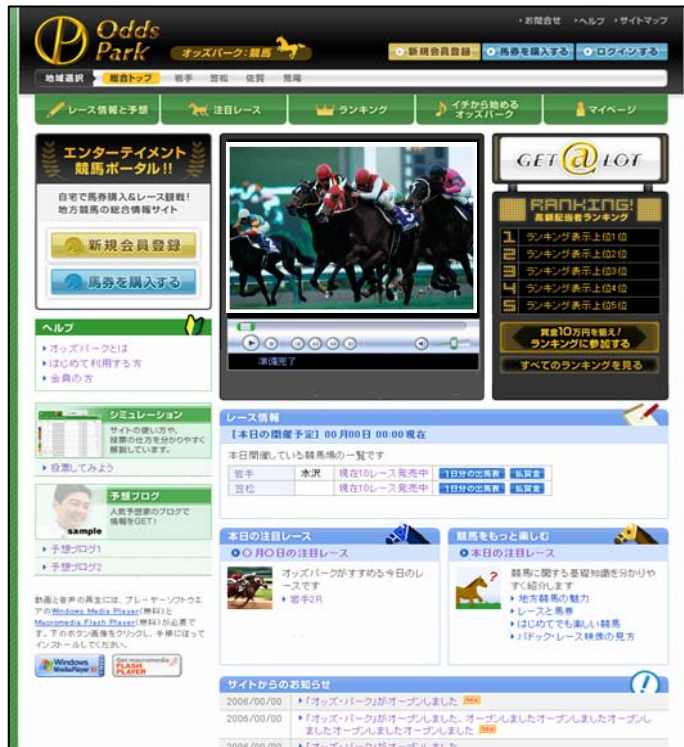 ・お問合せ ・ヘルプ ・サイトマップ
Odds Park
オッズパーク:競馬
新規会員登録 馬券を購入する ログインする
地域選択 総合トップ 岩手 笠松 佐賀 荒尾
レース情報と予想 注目レース ランキング イチから始める
オッズパーク マイページ
エンターテイメント
競馬ポータル!!
自宅で馬券購入&レース観戦!
地方競馬の総合情報サイト
新規会員登録
馬券を購入する
準備完了
GET@LOT
RANKING!
高額配当者ランキング
1 ランキング表示上位1位
2 ランキング表示上位2位
3 ランキング表示上位3位
4 ランキング表示上位4位
5 ランキング表示上位5位
賞金10万円を狙え!
ランキングに参加する
すべてのランキングを見る
ヘルプ
オッズパークとは
はじめて利用する方
会員の方
シミュレーション
サイトの使い方や、
投票の仕方を分かりやすく
解説しています。
投票してみよう
予想ブログ
人気予想家のブログで
情報をGET!
sample
予想ブログ1
予想ブログ2
動画と音声の再生には、プレーヤーソフトウエ
アのWindows Media Player(無料)と
Macromedia Flash Player(無料)が必要で
す。下のボタン画像をクリックし、手順に従って
インストールしてください。
Windows MediaPlayer
Get macromedia FLASH PLAYER
レース情報
【本日の開催予定】00月00日 00:00現在
本日開催している競馬場の一覧です
岩手 水沢 現在10レース発売中 1日分の出馬表 払戻金
笠松 現在10レース発売中 1日分の出馬表 払戻金
本日の注目レース
〇月〇日の注目レース
オッズパークがすすめる今日のレ
ースです
岩手2R
競馬をもっと楽しむ
本日の注目レース
競馬に関する基礎知識を分かりや
すく紹介します
地方競馬の魅力
レースと馬券
はじめてでも楽しい競馬
パドック・レース映像の見方
サイトからのお知らせ
2006/00/00 「オッズ・パーク」がオープンしました New
2006/00/00 「オッズ・パーク」がオープンしました、オープンしましたオープンしましたオープンし
ましたオープンしましたオープンしました New
2006/00/00 「オッズ・パーク」がオープンしました